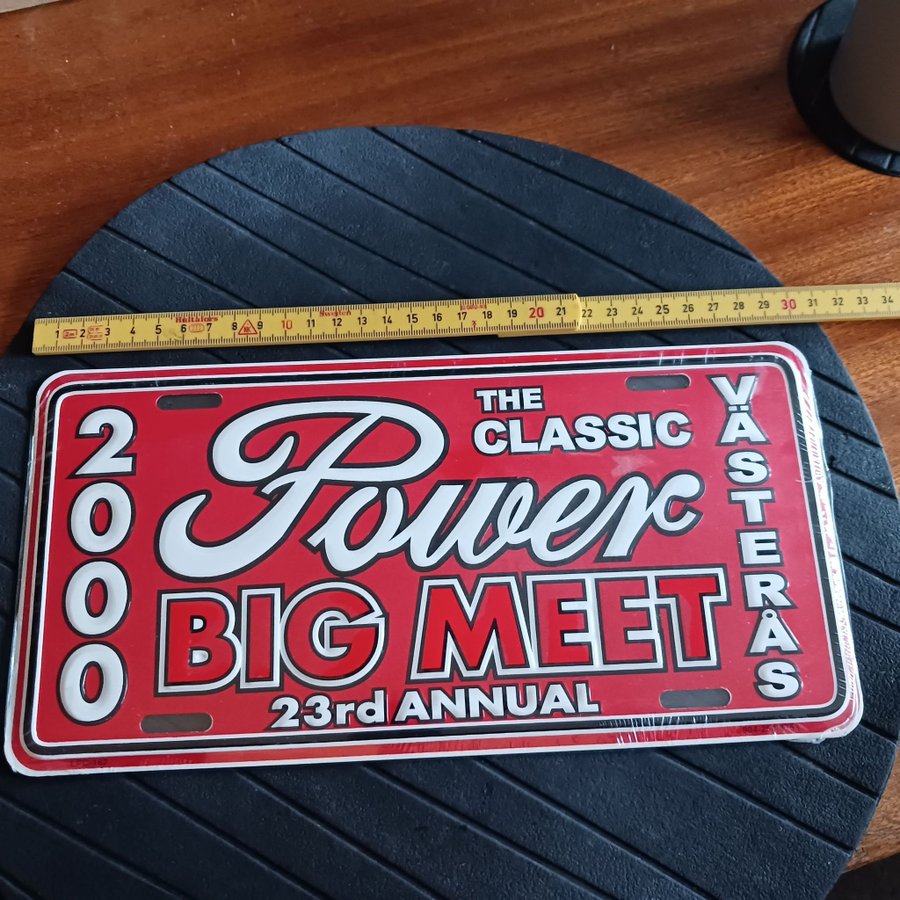 Hultafors
Sweden
1 2 3 4 5 6 7 8 9 10 11 12 13 14 15 16 17 18 19 20 21 22 23 24 25 26 27 28 29 30 31 32 33 34
2000
THE
CLASSIC
Power
BIG MEET
23rd ANNUAL
VÄSTERÅS